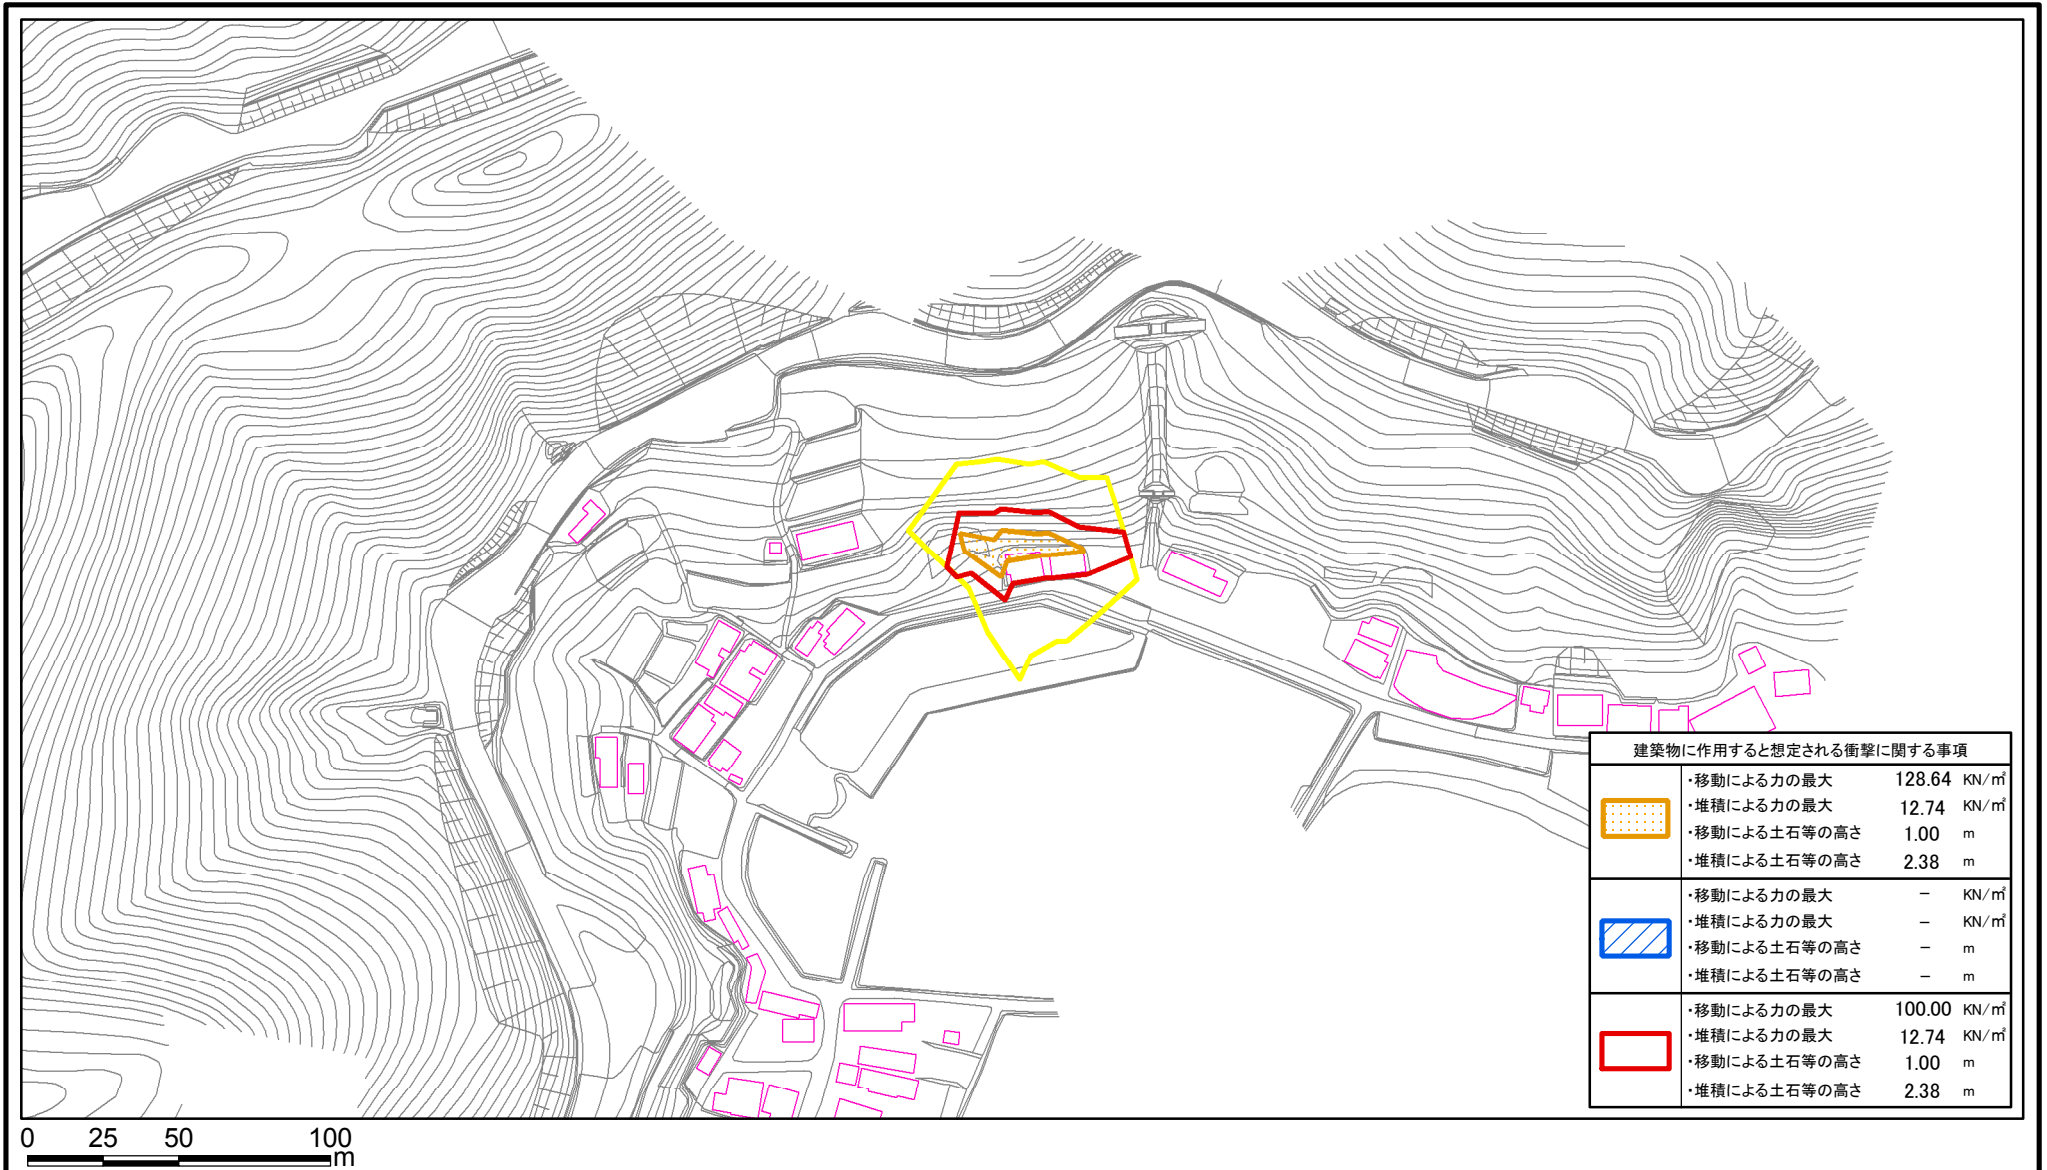 建築物に作用すると想定される衝撃に関する事項
・移動による力の最大 128.64 KN/㎡
・堆積による力の最大 12.74 KN/㎡
・移動による土石等の高さ 1.00 m
・堆積による土石等の高さ 2.38 m
・移動による力の最大 － KN/㎡
・堆積による力の最大 － KN/㎡
・移動による土石等の高さ － m
・堆積による土石等の高さ － m
・移動による力の最大 100.00 KN/㎡
・堆積による力の最大 12.74 KN/㎡
・移動による土石等の高さ 1.00 m
・堆積による土石等の高さ 2.38 m
0 25 50 100
m